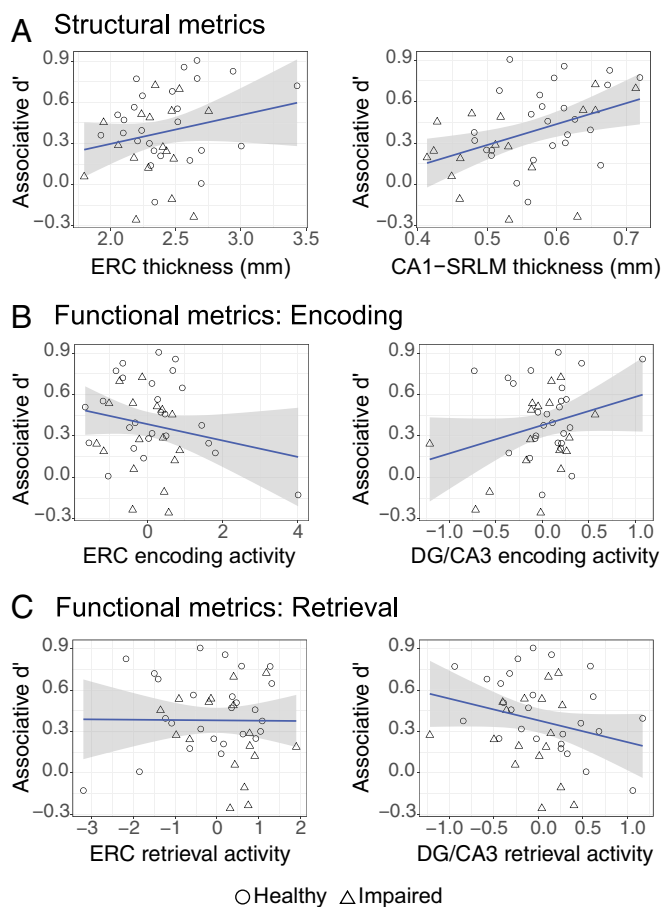 A Structural metrics
Associative d'
0.9
0.6
0.3
0.0
−0.3
2.0 2.5 3.0 3.5
ERC thickness (mm)
Associative d'
0.9
0.6
0.3
0.0
−0.3
0.4 0.5 0.6 0.7
CA1−SRLM thickness (mm)
B Functional metrics: Encoding
Associative d'
0.9
0.6
0.3
0.0
−0.3
0 2 4
ERC encoding activity
Associative d'
0.9
0.6
0.3
0.0
−0.3
−1.0 −0.5 0.0 0.5 1.0
DG/CA3 encoding activity
C Functional metrics: Retrieval
Associative d'
0.9
0.6
0.3
0.0
−0.3
−3 −2 −1 0 1 2
ERC retrieval activity
Associative d'
0.9
0.6
0.3
0.0
−0.3
−1.0 −0.5 0.0 0.5 1.0
DG/CA3 retrieval activity
Healthy Impaired